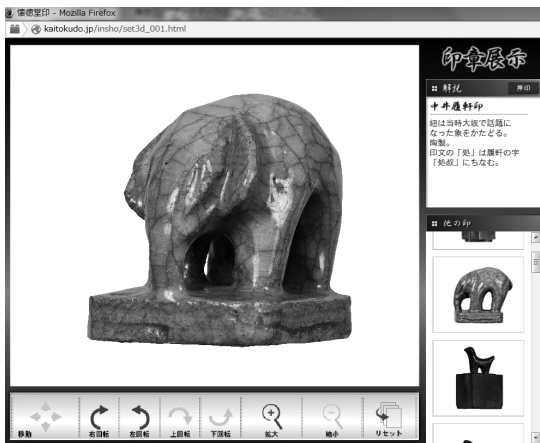 懐徳堂印 - Mozilla Firefox
kaitokudo.jp/insho/set3d_001.html
印章展示
解説
押印
中井履軒印
鈕は当時大坂で話題に
なった象をかたどる。
陶製。
印文の「処」は履軒の字
「処叔」にちなむ。
他の印
移動
右回転
左回転
上回転
下回転
拡大
縮小
リセット